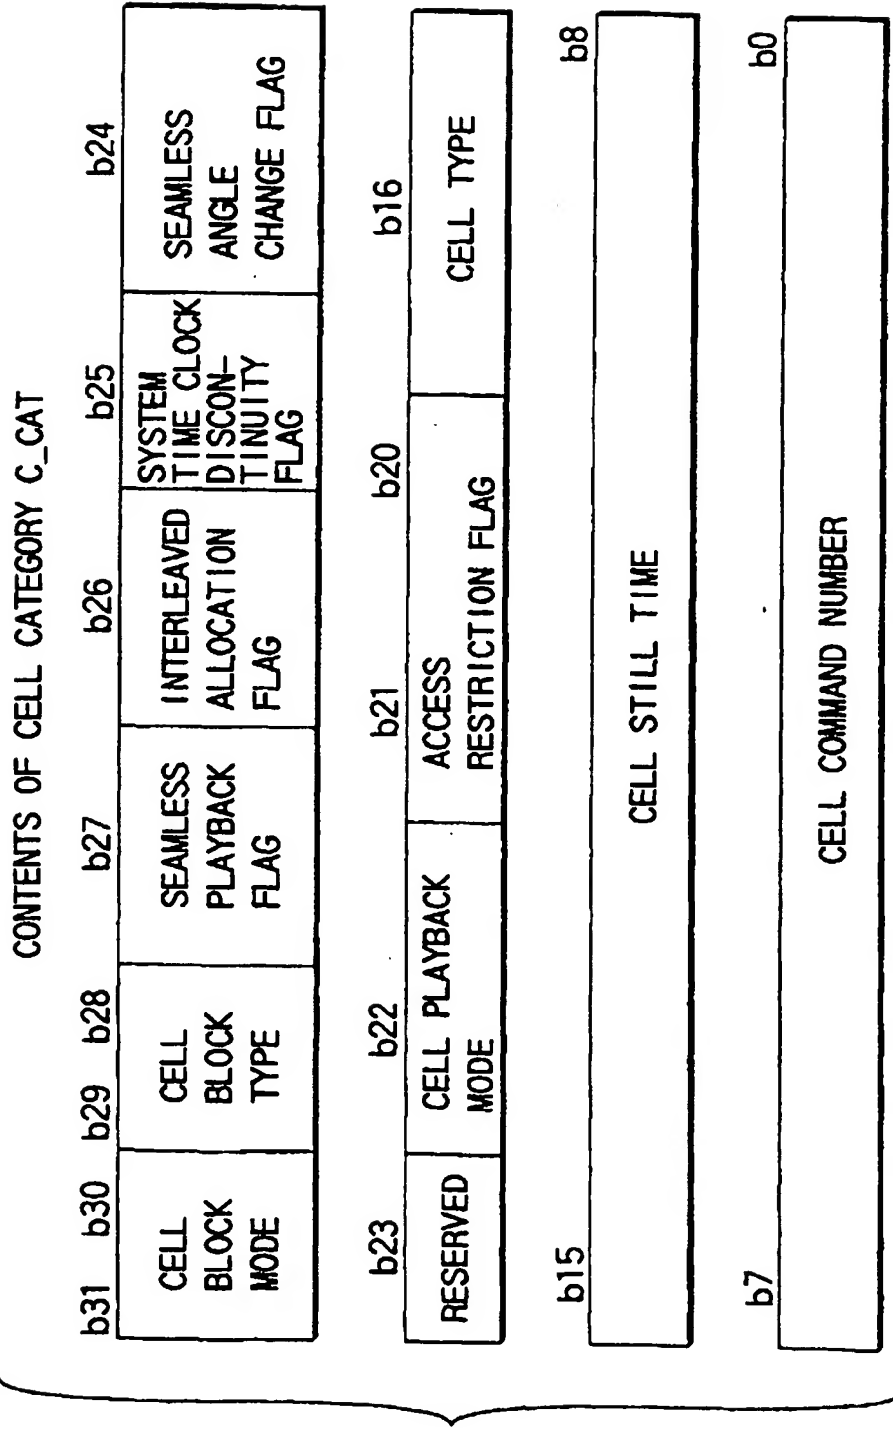 CONTENTS OF CELL CATEGORY C_CAT
b31 b30 b29 b28 b27 b26 b25 b24
CELL
BLOCK
MODE
CELL
BLOCK
TYPE
SEAMLESS
PLAYBACK
FLAG
INTERLEAVED
ALLOCATION
FLAG
SYSTEM
TIME CLOCK
DISCON-
TINUITY
FLAG
SEAMLESS
ANGLE
CHANGE FLAG
b23 b22 b21 b20 b16
RESERVED
CELL PLAYBACK
MODE
ACCESS
RESTRICTION FLAG
CELL TYPE
b15 b8
CELL STILL TIME
b7 b0
CELL COMMAND NUMBER